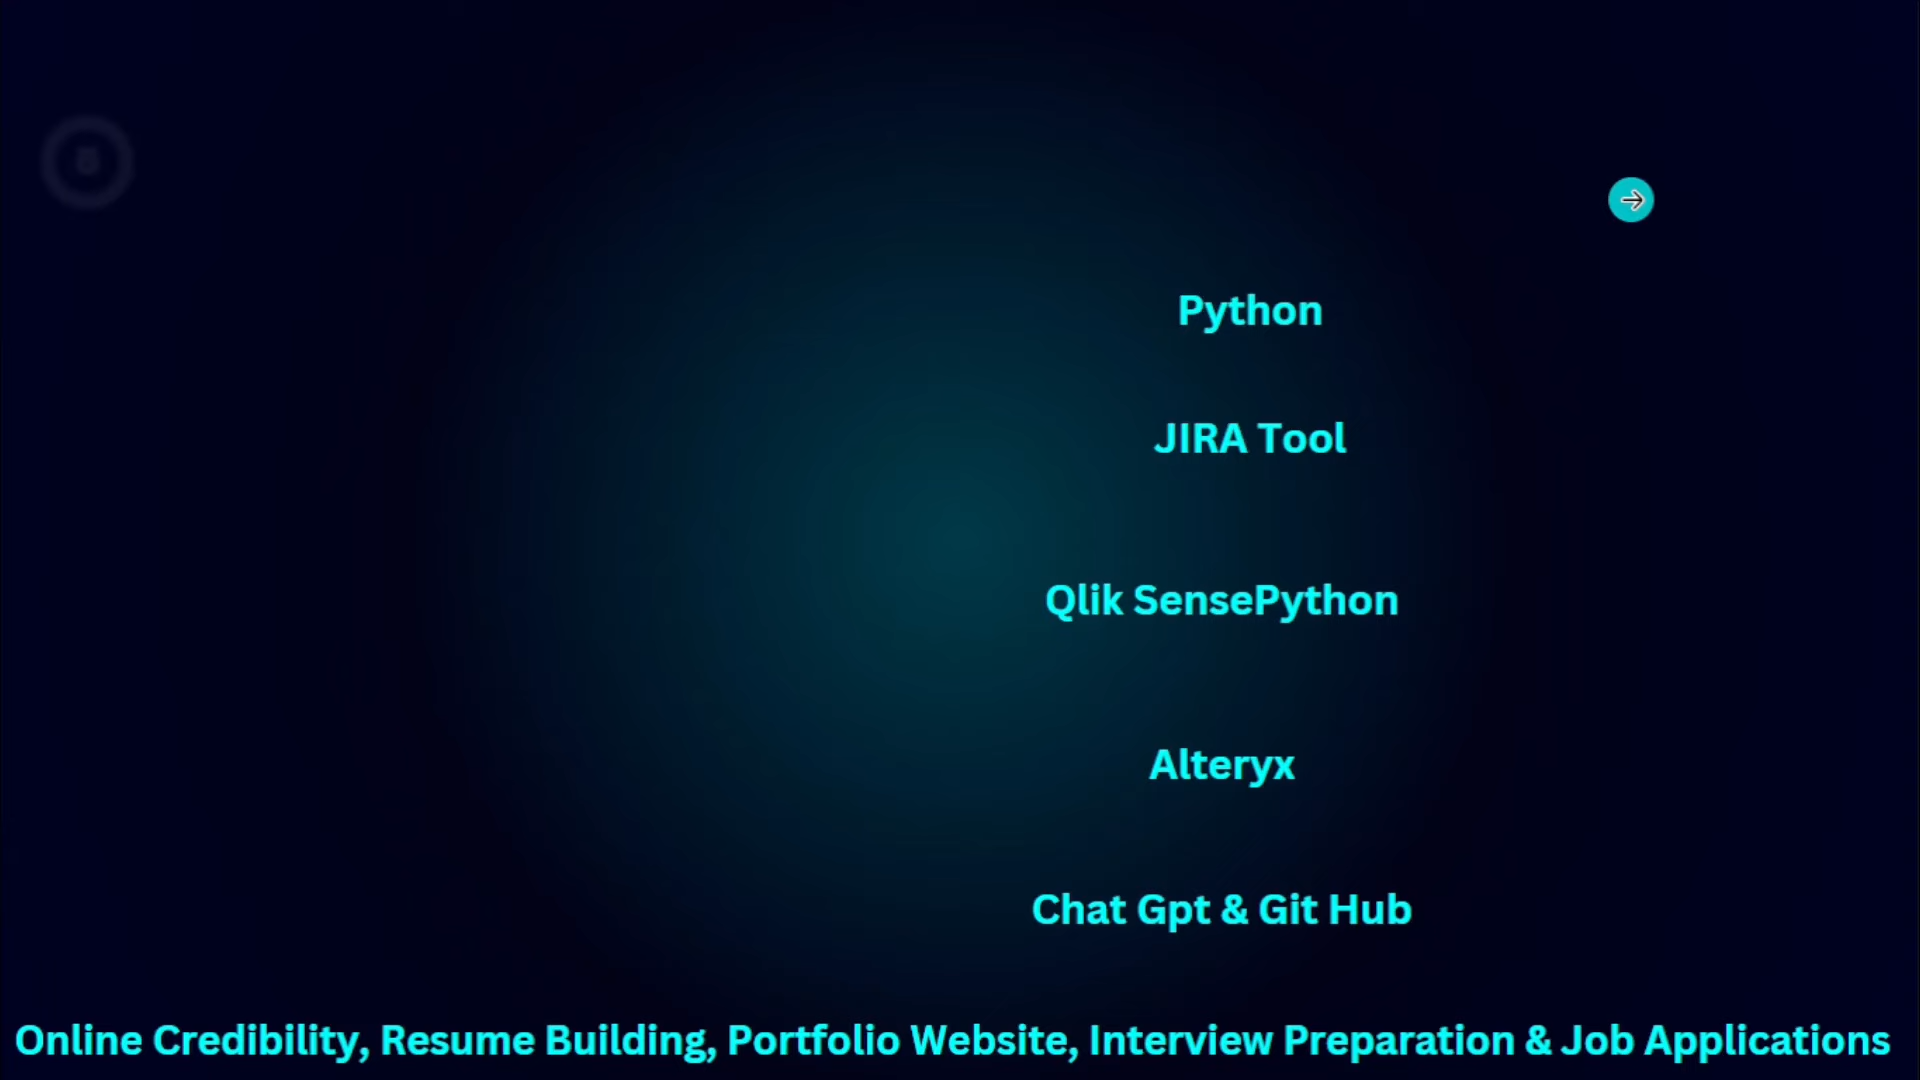 Python
JIRA Tool
Qlik SensePython
Alteryx
Chat Gpt & Git Hub
Online Credibility, Resume Building, Portfolio Website, Interview Preparation & Job Applications